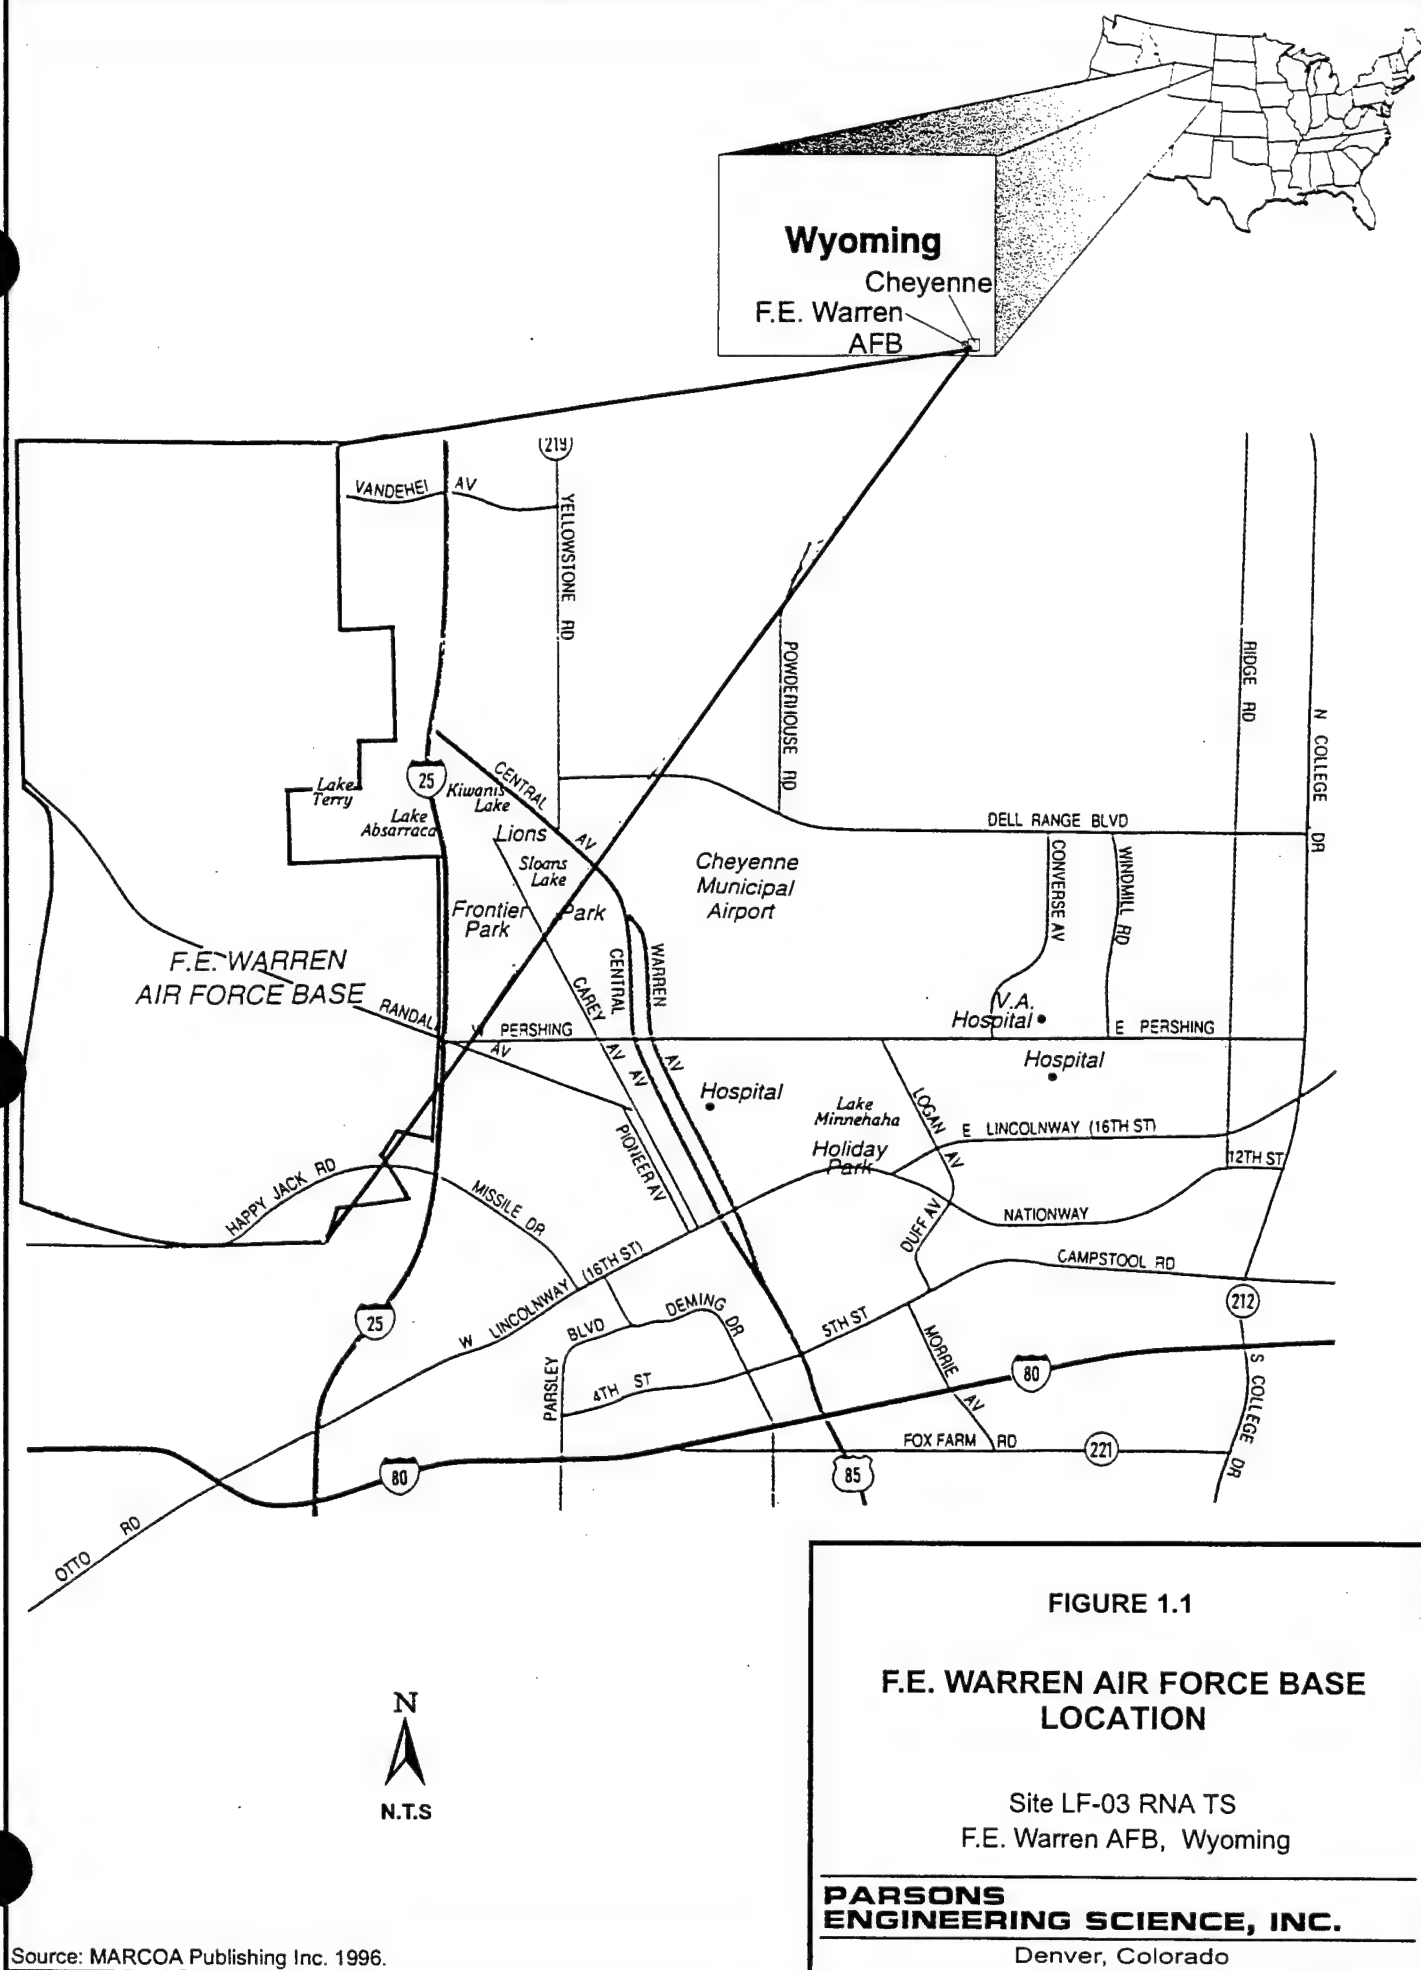 Wyoming
Cheyenne
F.E. Warren
AFB
219
VANDEHEI AV
YELLOWSTONE RD
POWDERHOUSE RD
RIDGE RD
N COLLEGE DR
25
CENTRAL AV
Kiwanis
Lake
Lake
Terry
Lake
Absarraca
Lions
Park
Sloans
Lake
DELL RANGE BLVD
CONVERSE AV
WINDMILL RD
Cheyenne
Municipal
Airport
Frontier
Park
F.E. WARREN
AIR FORCE BASE
CENTRAL AV
WARREN AV
CAREY AV
RANDALL AV
W PERSHING
V.A.
Hospital
E PERSHING
Hospital
Hospital
Lake
Minnehaha
Holiday
Park
LOGAN AV
E LINCOLNWAY (16TH ST)
12TH ST
PIONEER AV
HAPPY JACK RD
MISSILE DR
DUFF AV
NATIONWAY
CAMPSTOOL RD
W LINCOLNWAY (16TH ST)
25
212
PARSLEY BLVD
DEMING DR
5TH ST
4TH ST
MORRIE AV
80
S COLLEGE DR
FOX FARM RD
221
80
85
OTTO RD
N
N.T.S
FIGURE 1.1
F.E. WARREN AIR FORCE BASE
LOCATION
Site LF-03 RNA TS
F.E. Warren AFB, Wyoming
PARSONS
ENGINEERING SCIENCE, INC.
Denver, Colorado
Source: MARCOA Publishing Inc. 1996.